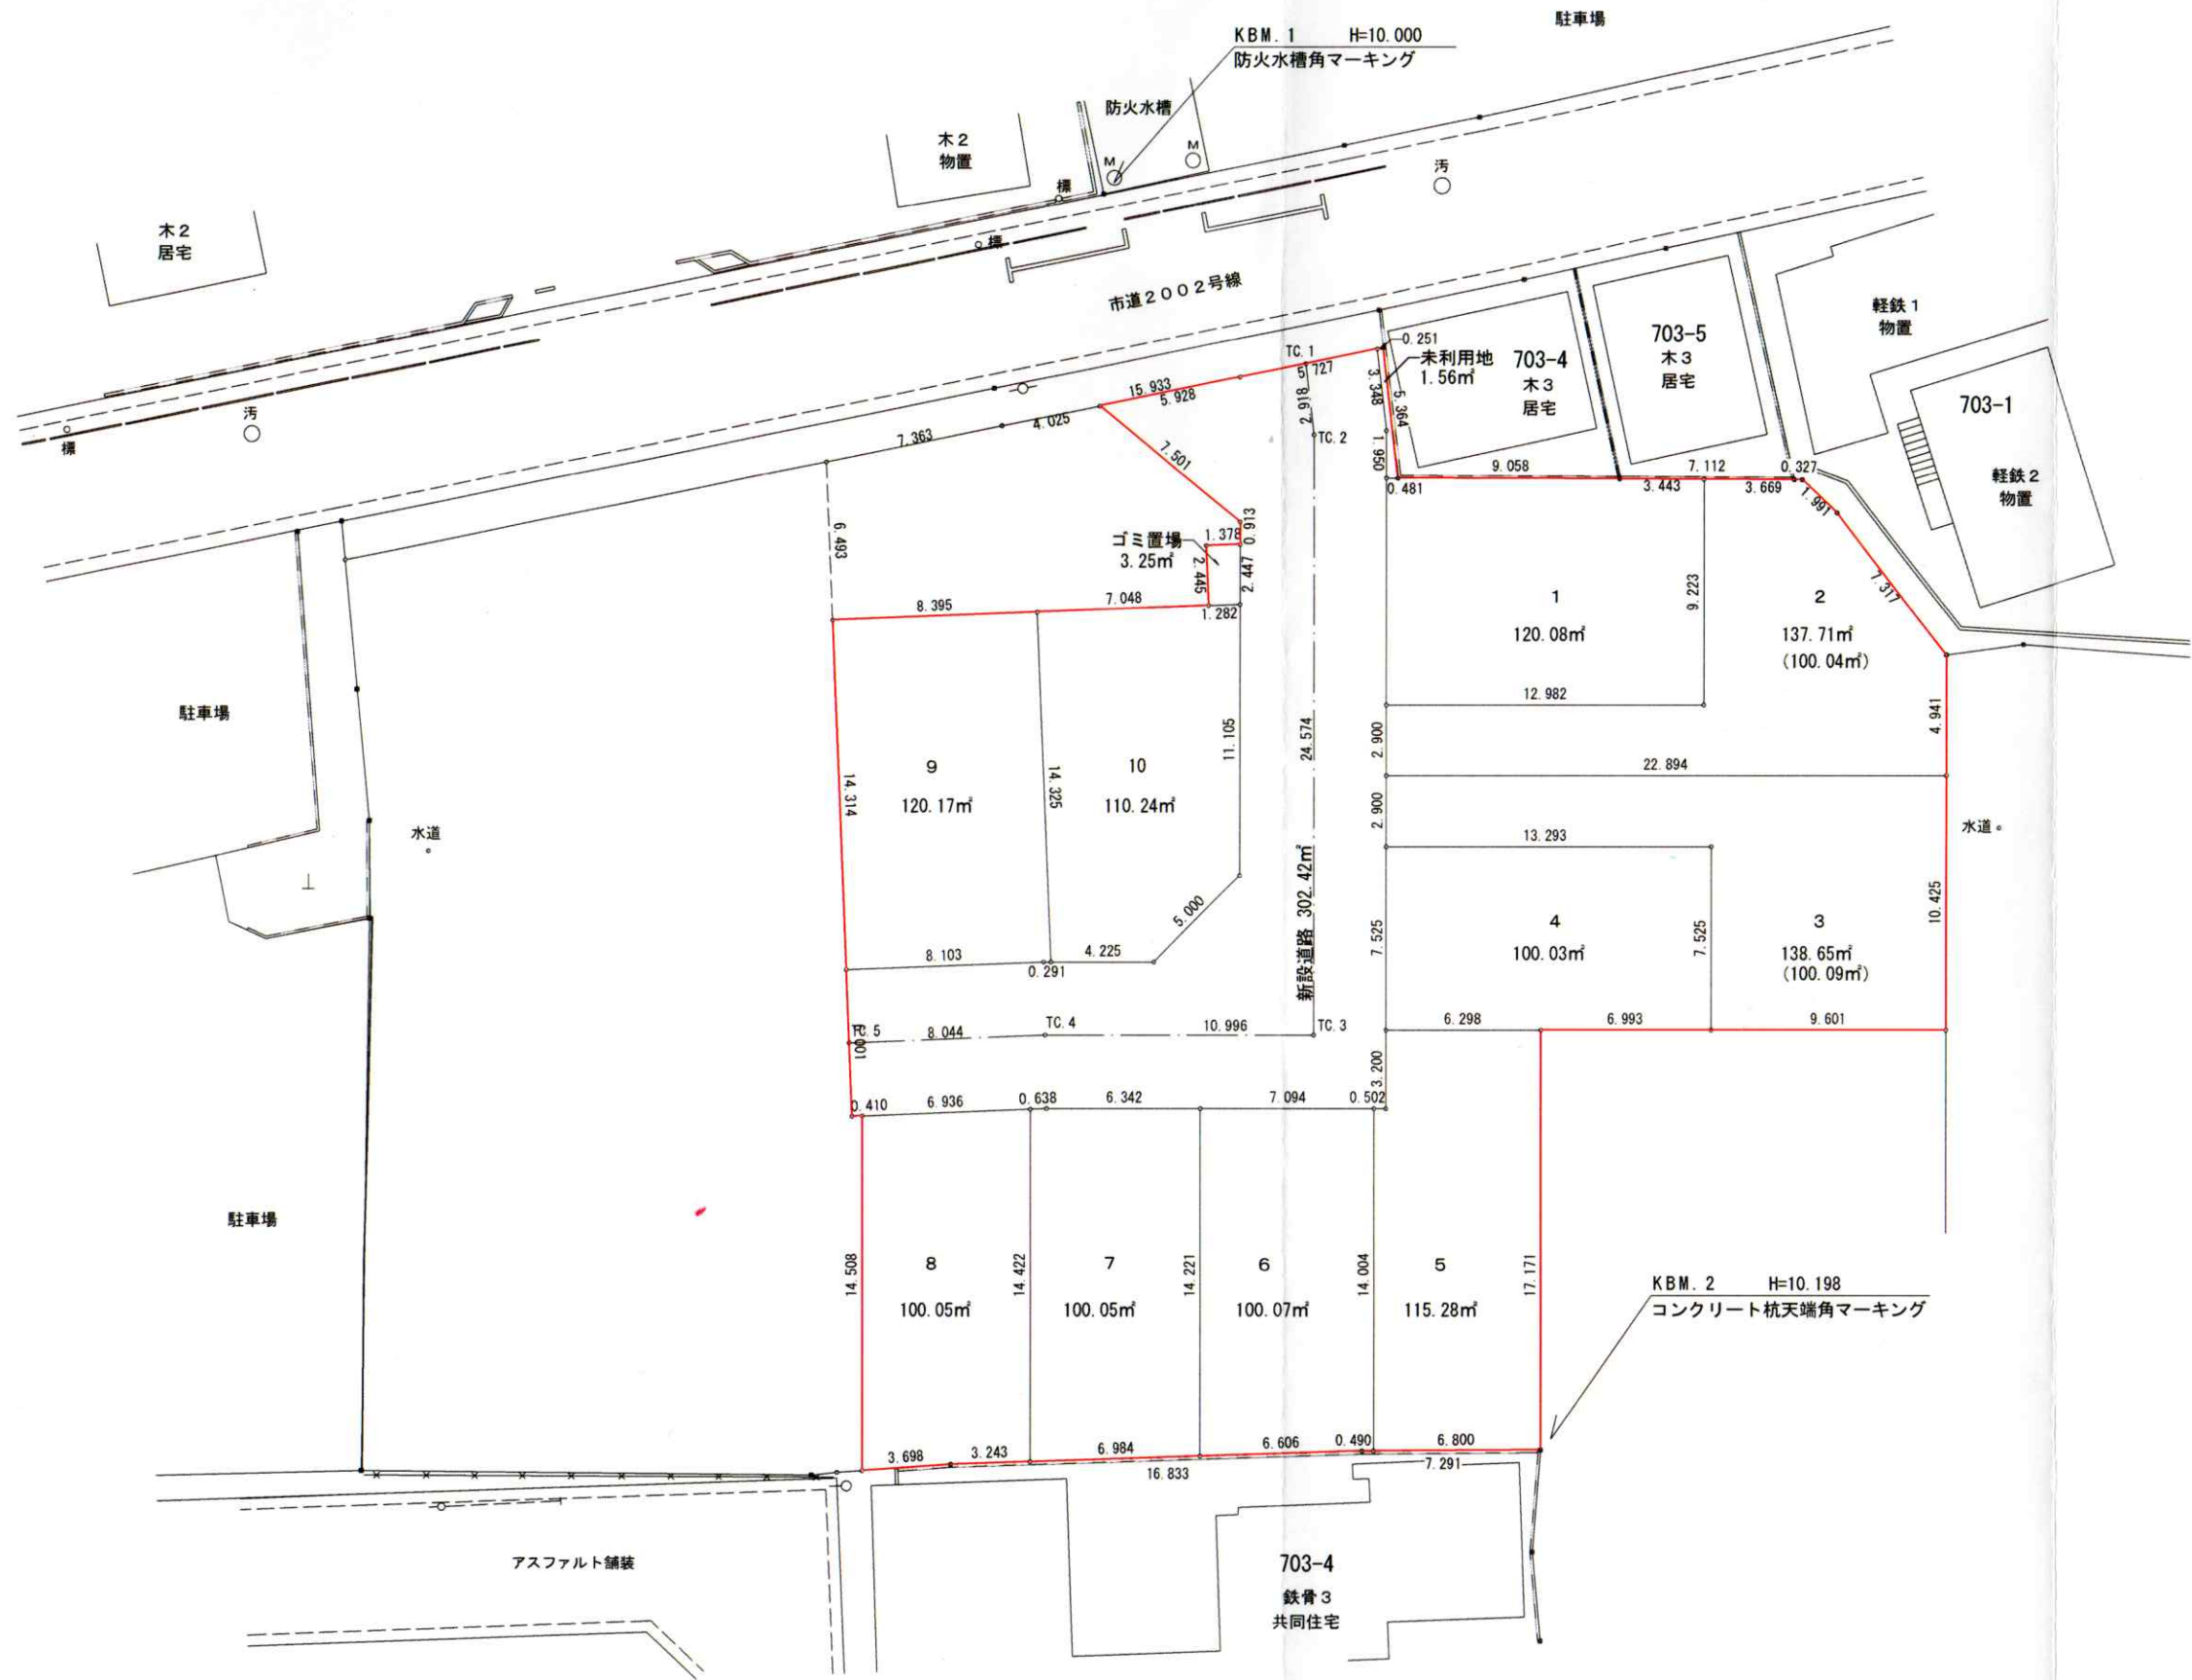 駐車場
KBM. 1 H=10.000
防火水槽角マーキング
防火水槽
M
M
木2
物置
標
汚
木2
居宅
標
市道2002号線
軽鉄1
物置
703-5
木3
居宅
703-4
木3
居宅
0.251
未利用地
1.56㎡
TC. 1
5.727
15.933
5.928
3.348
5.364
2.918
TC. 2
1.950
703-1
軽鉄2
物置
汚
標
7.363
4.025
7.501
9.058
7.112
0.327
0.481
3.443
3.669
1.991
6.493
0.913
1.378
ゴミ置場
3.25㎡
2.445
2.447
8.395
7.048
1.282
7.317
1
120.08㎡
9.223
2
137.71㎡
(100.04㎡)
12.982
4.941
駐車場
2.900
24.574
11.105
22.894
9
120.17㎡
14.314
14.325
10
110.24㎡
2.900
水道
水道
13.293
5.000
新設道路 302.42㎡
7.525
4
100.03㎡
7.525
3
138.65㎡
(100.09㎡)
10.425
8.103
0.291
4.225
TC. 5
8.044
TC. 4
10.996
TC. 3
6.298
6.993
9.601
3.200
0.410
6.936
0.638
6.342
7.094
0.502
駐車場
14.508
8
100.05㎡
14.422
7
100.05㎡
14.221
6
100.07㎡
14.004
5
115.28㎡
17.171
KBM. 2 H=10.198
コンクリート杭天端角マーキング
3.698
3.243
6.984
6.606
0.490
6.800
16.833
7.291
アスファルト舗装
703-4
鉄骨3
共同住宅